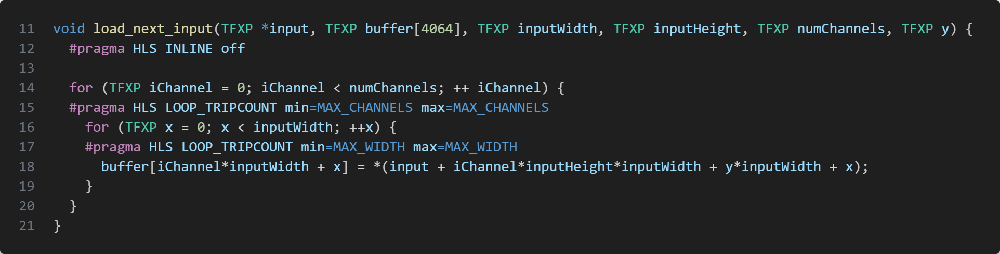 11 void load_next_input(TFXP *input, TFXP buffer[4064], TFXP inputWidth, TFXP inputHeight, TFXP numChannels, TFXP y) {
12   #pragma HLS INLINE off
13
14   for (TFXP iChannel = 0; iChannel < numChannels; ++ iChannel) {
15   #pragma HLS LOOP_TRIPCOUNT min=MAX_CHANNELS max=MAX_CHANNELS
16     for (TFXP x = 0; x < inputWidth; ++x) {
17     #pragma HLS LOOP_TRIPCOUNT min=MAX_WIDTH max=MAX_WIDTH
18       buffer[iChannel*inputWidth + x] = *(input + iChannel*inputHeight*inputWidth + y*inputWidth + x);
19     }
20   }
21 }